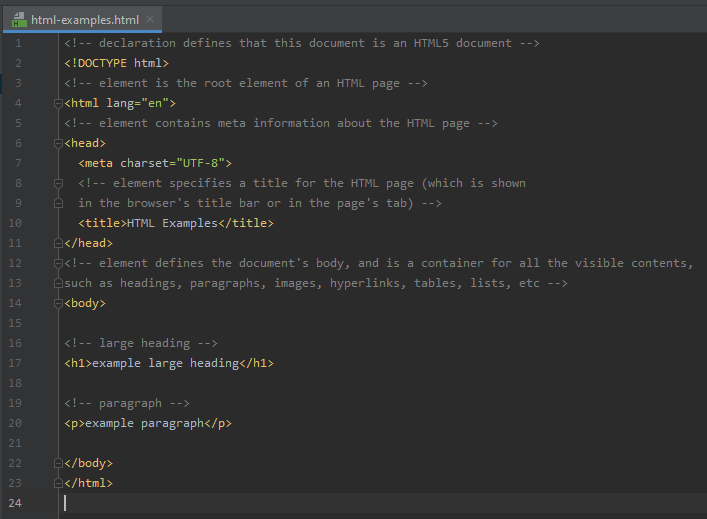 html-examples.html
1 <!-- declaration defines that this document is an HTML5 document -->
2 <!DOCTYPE html>
3 <!-- element is the root element of an HTML page -->
4 <html lang="en">
5 <!-- element contains meta information about the HTML page -->
6 <head>
7   <meta charset="UTF-8">
8   <!-- element specifies a title for the HTML page (which is shown
9   in the browser's title bar or in the page's tab) -->
10   <title>HTML Examples</title>
11 </head>
12 <!-- element defines the document's body, and is a container for all the visible contents,
13 such as headings, paragraphs, images, hyperlinks, tables, lists, etc -->
14 <body>
15
16 <!-- large heading -->
17 <h1>example large heading</h1>
18
19 <!-- paragraph -->
20 <p>example paragraph</p>
21
22 </body>
23 </html>
24